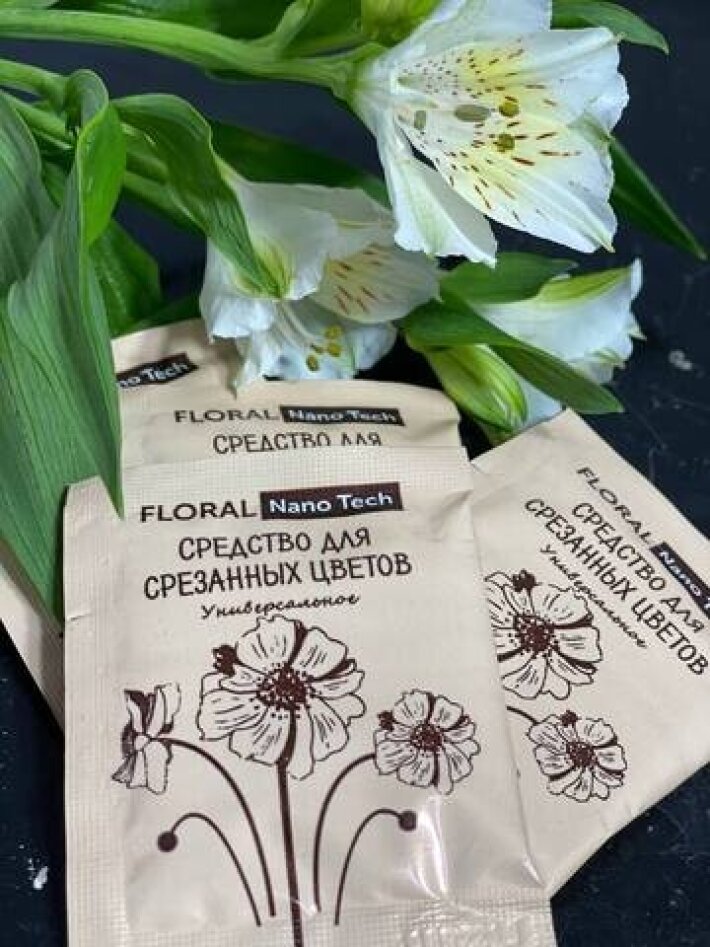 Tech
FLORAL Nano Tech
СРЕДСТВО ДЛЯ
FLORAL Nano Tech
СРЕДСТВО ДЛЯ
СРЕЗАННЫХ ЦВЕТОВ
Универсальное
FLORAL Nano T
СРЕДСТВО ДЛЯ
СРЕЗАННЫХ ЦВЕТОВ
Универсальное